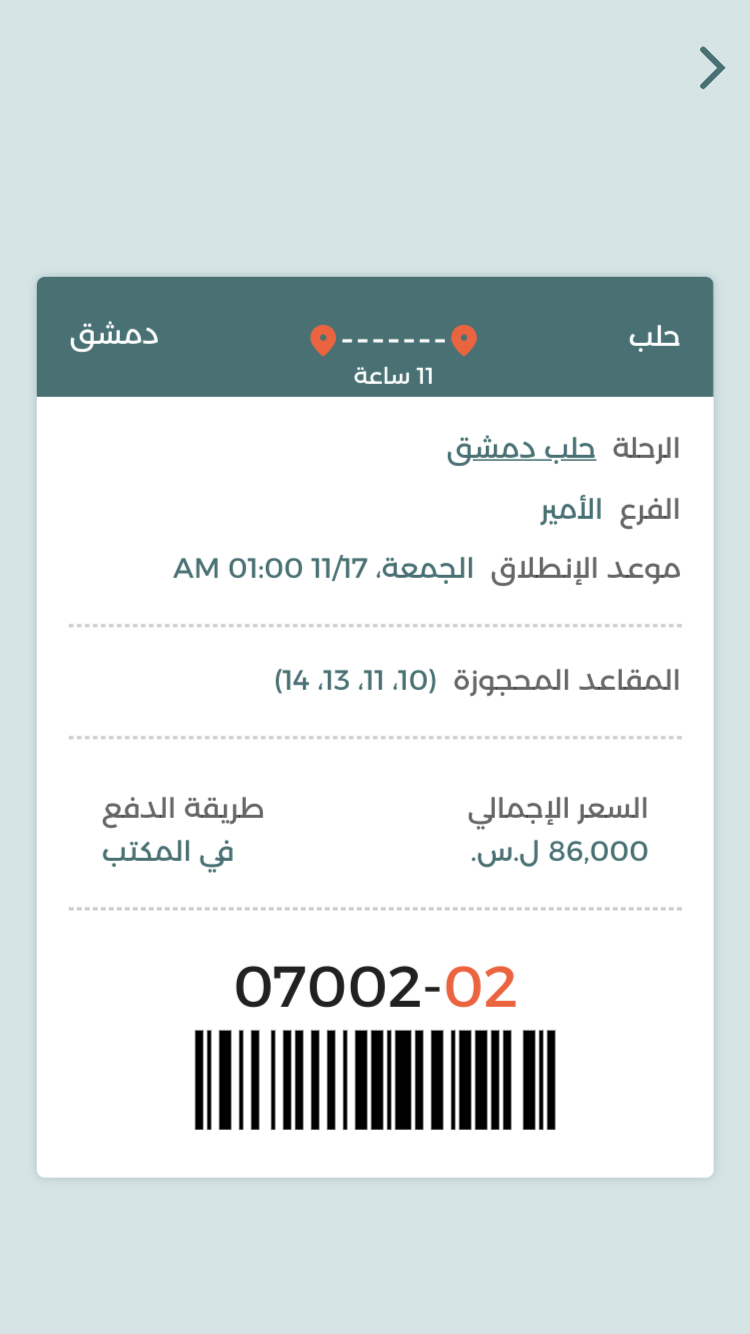 حلب
دمشق
11 ساعة
الرحلة حلب دمشق
الفرع الأمير
موعد الإنطلاق الجمعة، 11/17 01:00 AM
المقاعد المحجوزة (10، 11، 13، 14)
السعر الإجمالي
86,000 ل.س.
طريقة الدفع
في المكتب
07002-02